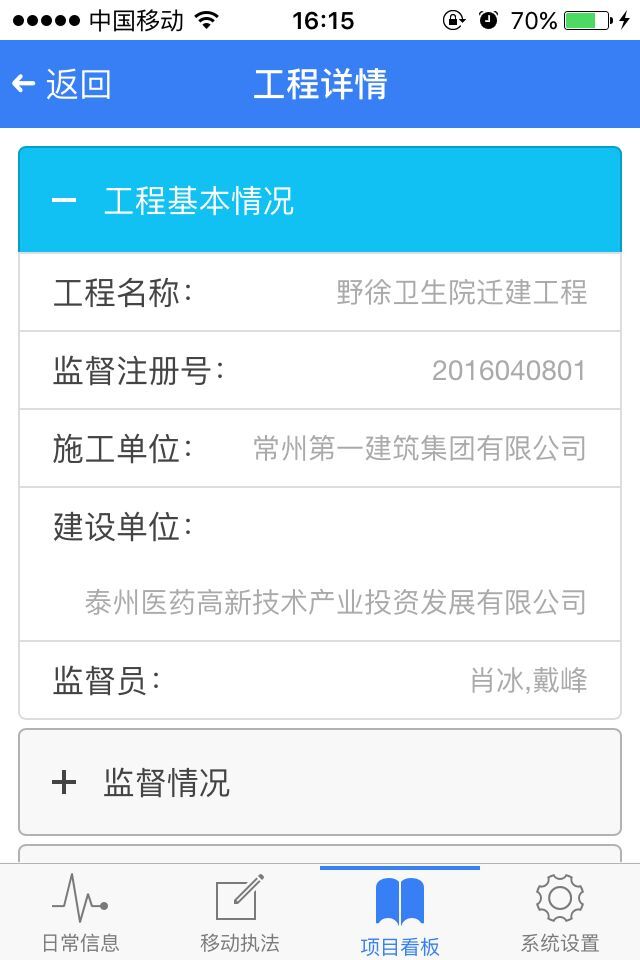 中国移动 16:15 70%
返回 工程详情
工程基本情况
工程名称： 野徐卫生院迁建工程
监督注册号： 2016040801
施工单位： 常州第一建筑集团有限公司
建设单位：
泰州医药高新技术产业投资发展有限公司
监督员： 肖冰,戴峰
监督情况
日常信息 移动执法 项目看板 系统设置